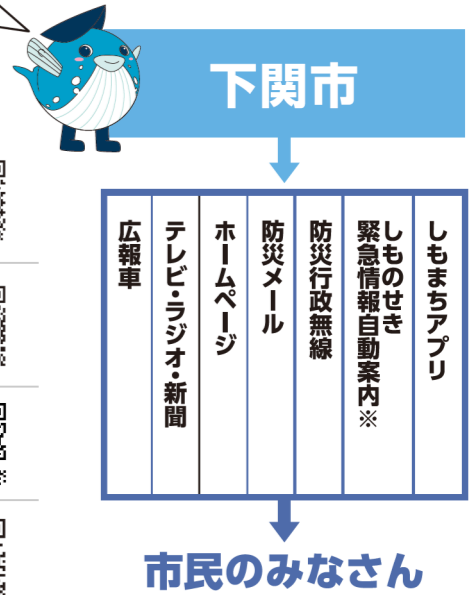 下関市
しもまちアプリ
しものせき
緊急情報自動案内※
防災行政無線
防災メール
ホームページ
テレビ・ラジオ・新聞
広報車
市民のみなさん